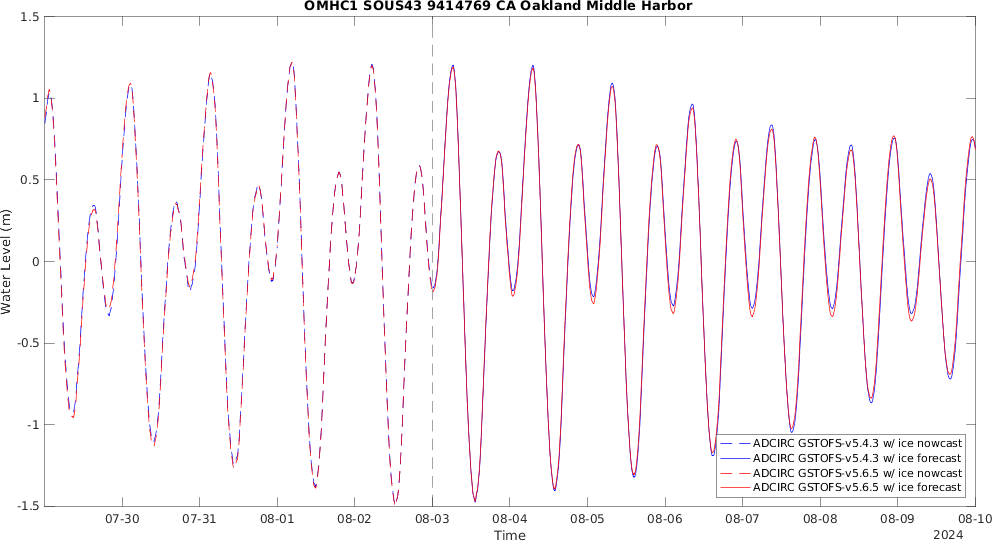 OMHC1 SOUS43 9414769 CA Oakland Middle Harbor
1.5
1
0.5
0
-0.5
-1
-1.5
Water Level (m)
07-30 07-31 08-01 08-02 08-03 08-04 08-05 08-06 08-07 08-08 08-09 08-10
Time
2024
ADCIRC GSTOFS-v5.4.3 w/ ice nowcast
ADCIRC GSTOFS-v5.4.3 w/ ice forecast
ADCIRC GSTOFS-v5.6.5 w/ ice nowcast
ADCIRC GSTOFS-v5.6.5 w/ ice forecast